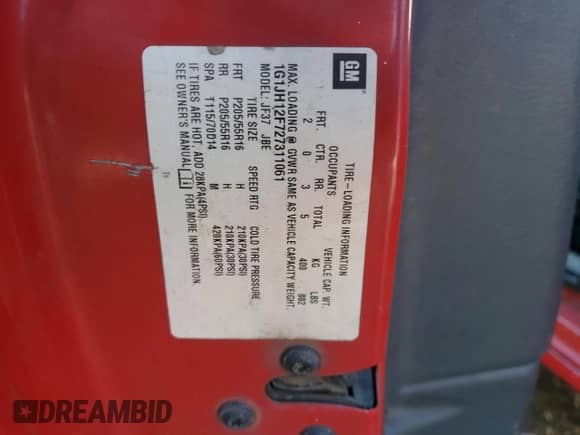 GM
TIRE-LOADING INFORMATION
OCCUPANTS VEHICLE CAP. WT.
FRT. CTR. RR. TOTAL KG LBS
2 0 3 5 400 882
MAX. LOADING @ GVWR SAME AS VEHICLE CAPACITY WEIGHT.
1G1JH12F727311061
MODEL: JF37 JBE
TIRE SIZE SPEED RTG COLD TIRE PRESSURE
FRT P205/55R16 H 210KPA(30PSI)
RR P205/55R16 H 210KPA(30PSI)
SPA T115/70D14 M 420KPA(60PSI)
IF TIRES ARE HOT, ADD 28KPA(4PSI).
SEE OWNER'S MANUAL i FOR MORE INFORMATION.
DREAMBID